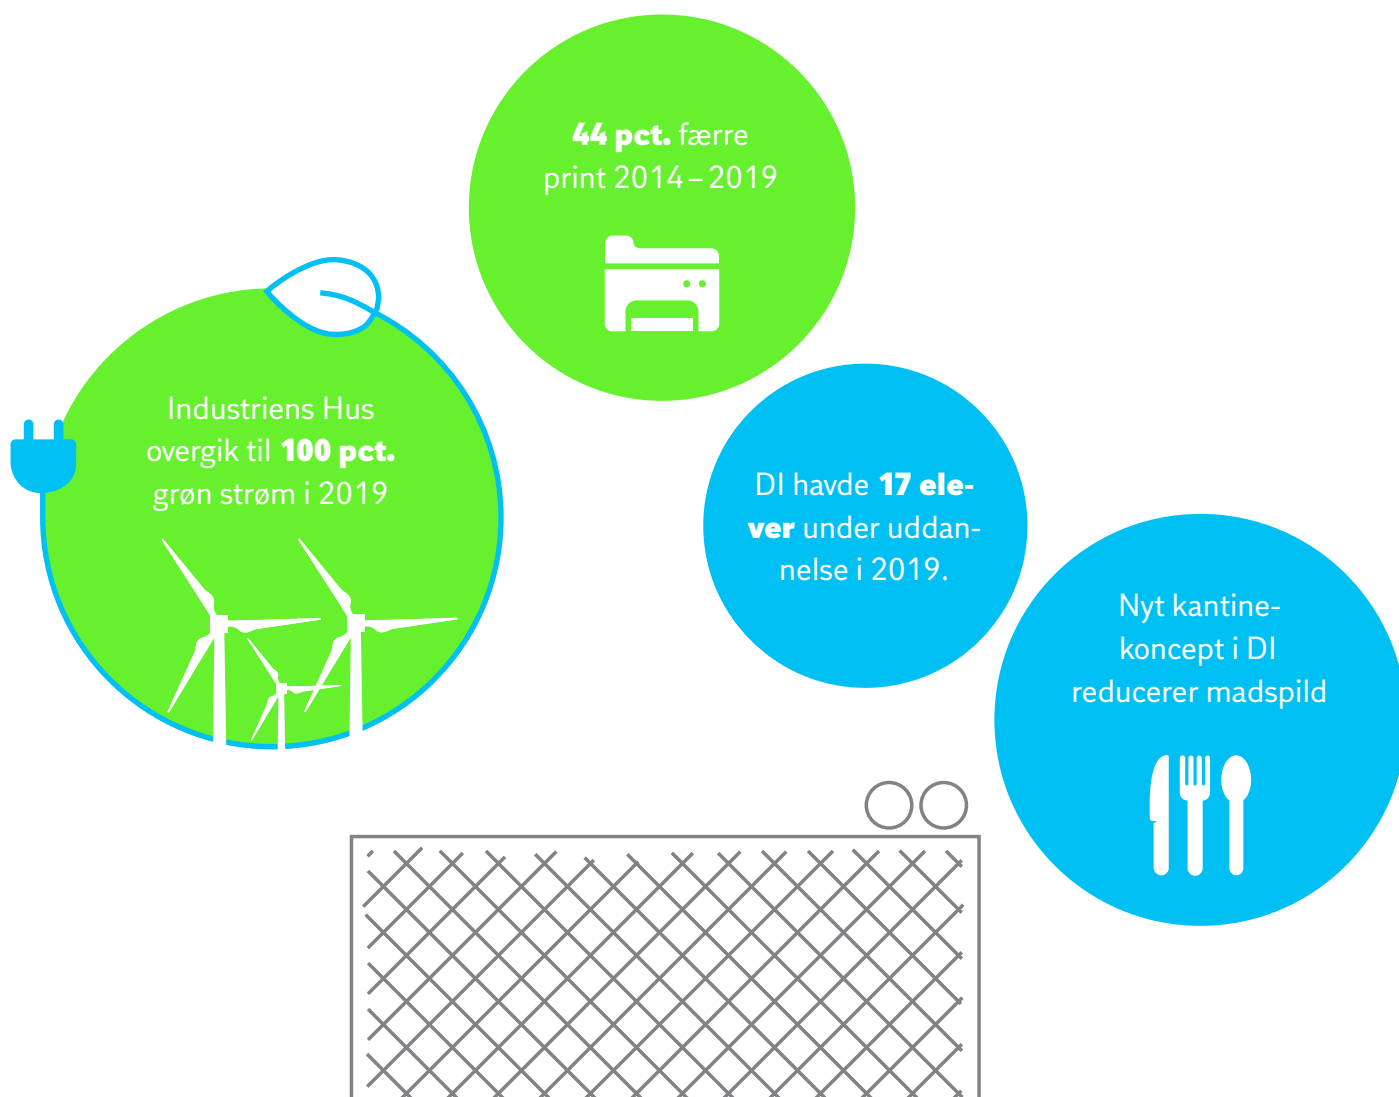 44 pct. færre
print 2014 – 2019
Industriens Hus
overgik til 100 pct.
grøn strøm i 2019
DI havde 17 ele-
ver under uddan-
nelse i 2019.
Nyt kantine-
koncept i DI
reducerer madspild